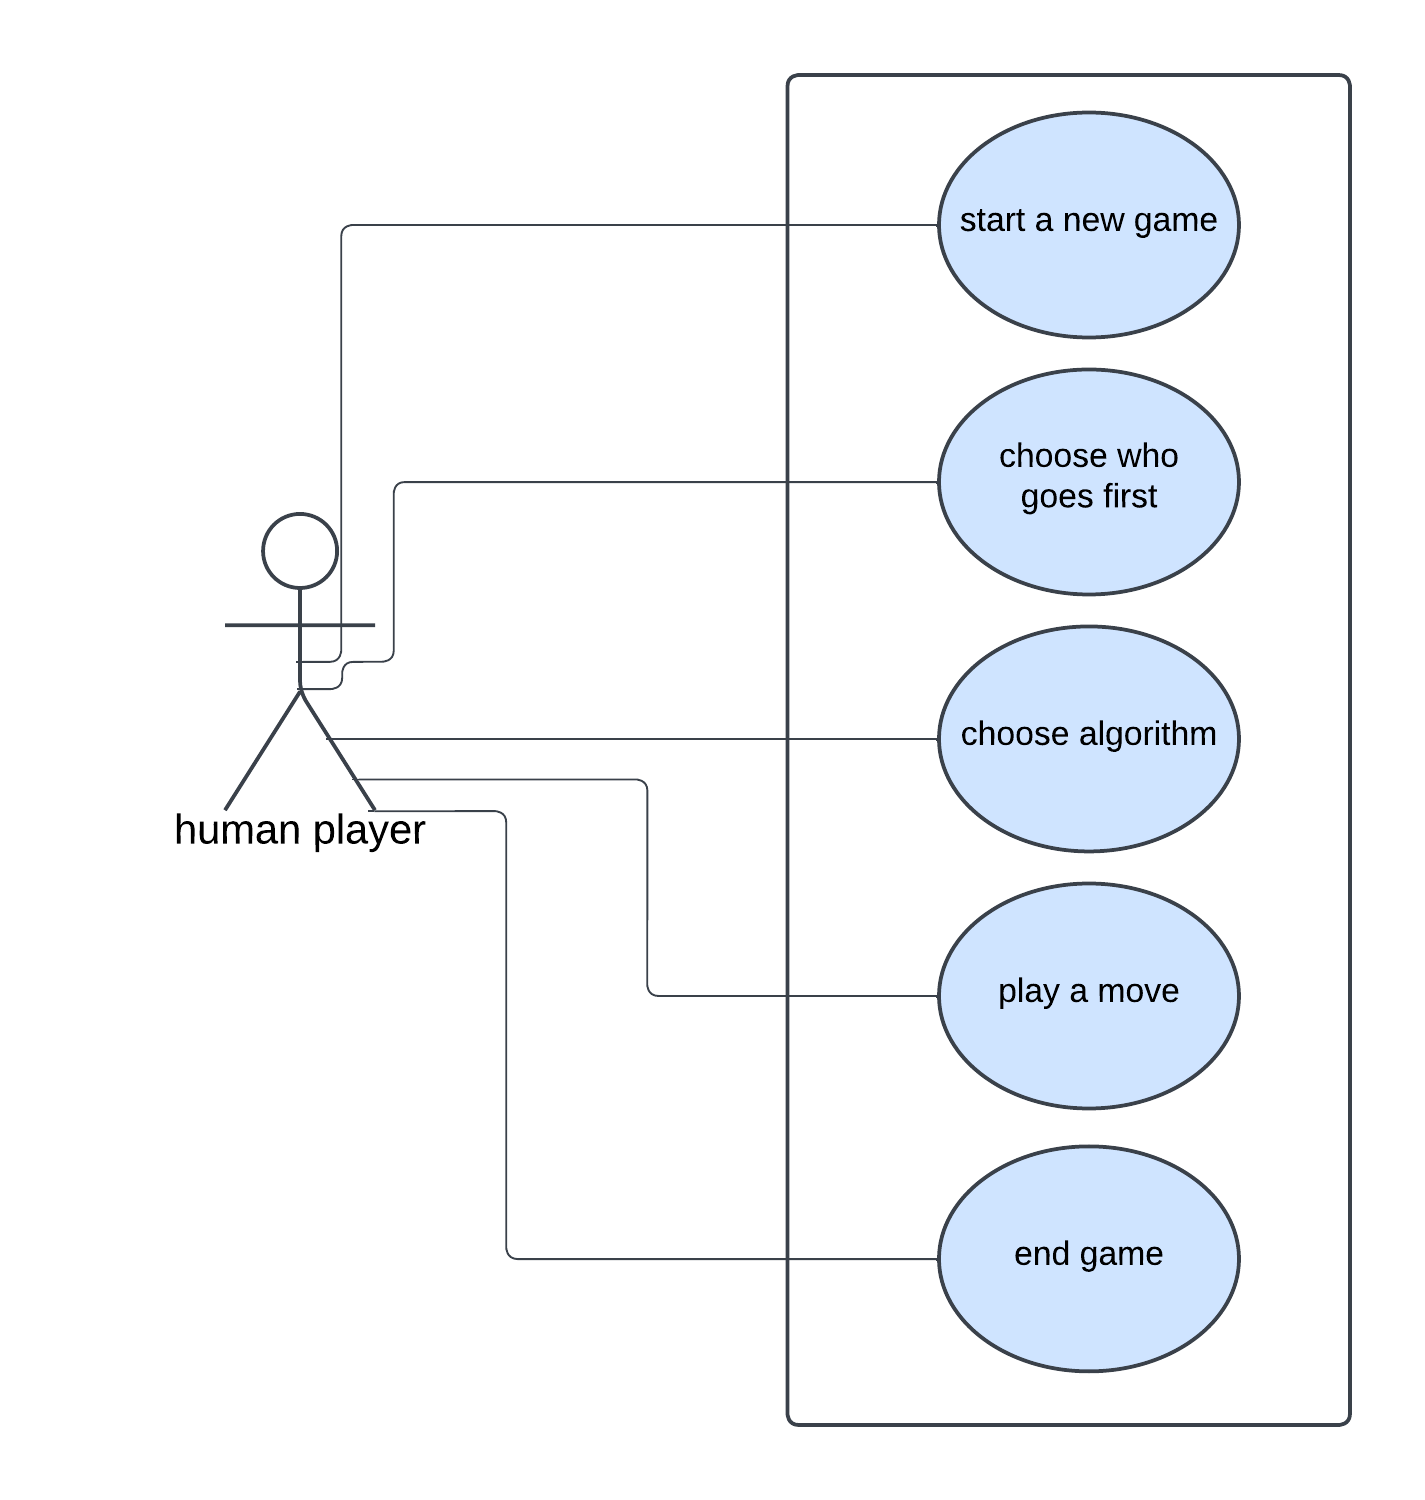 start a new game
choose who
goes first
choose algorithm
human player
play a move
end game